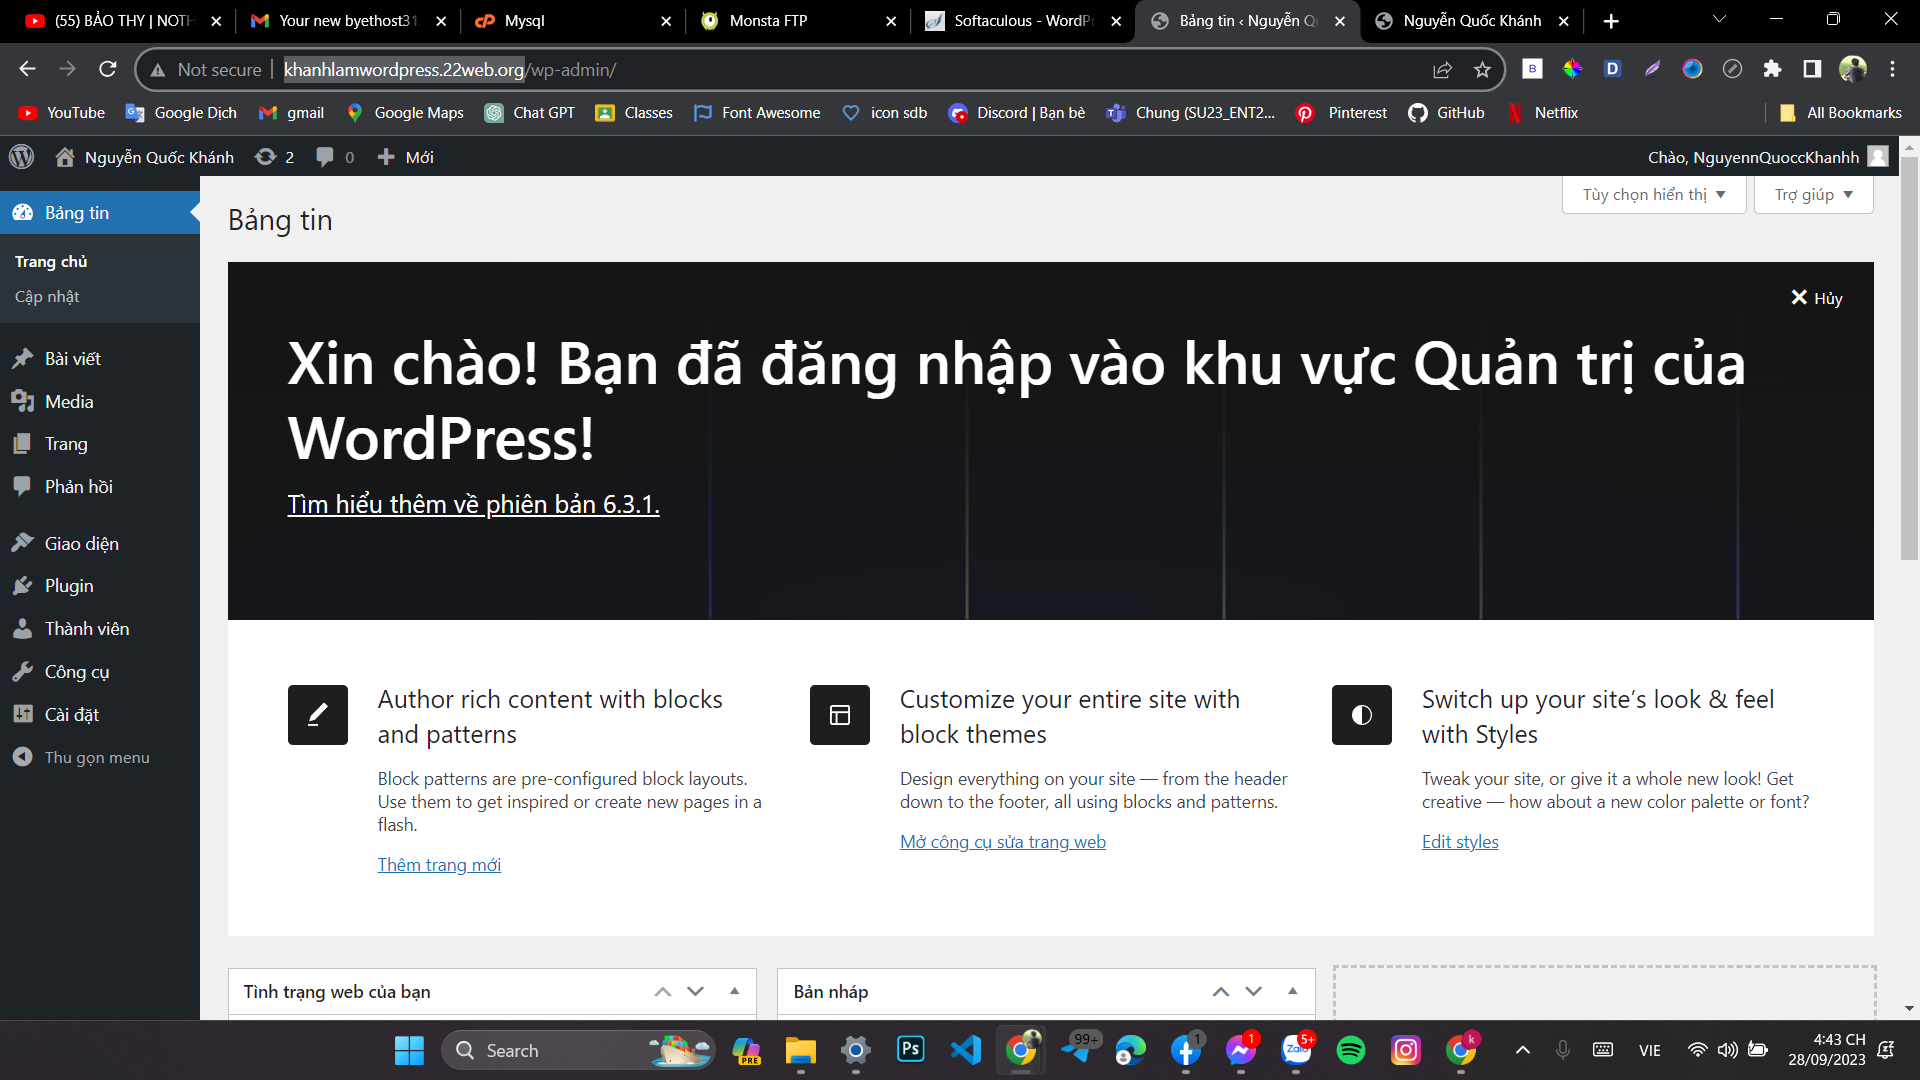 (55) BẢO THY | NOTH
Your new byethost31
Mysql
Monsta FTP
Softaculous - WordPr
Bảng tin ‹ Nguyễn Qu
Nguyễn Quốc Khánh
Not secure
khanhlamwordpress.22web.org/wp-admin/
YouTube
Google Dịch
gmail
Google Maps
Chat GPT
Classes
Font Awesome
icon sdb
Discord | Bạn bè
Chung (SU23_ENT2...
Pinterest
GitHub
Netflix
All Bookmarks
Nguyễn Quốc Khánh
2
0
Mới
Chào, NguyennQuoccKhanhh
Tùy chọn hiển thị
Trợ giúp
Bảng tin
Trang chủ
Cập nhật
Bài viết
Media
Trang
Phản hồi
Giao diện
Plugin
Thành viên
Công cụ
Cài đặt
Thu gọn menu
Bảng tin
Hủy
Xin chào! Bạn đã đăng nhập vào khu vực Quản trị của
WordPress!
Tìm hiểu thêm về phiên bản 6.3.1.
Author rich content with blocks
and patterns
Block patterns are pre-configured block layouts.
Use them to get inspired or create new pages in a
flash.
Thêm trang mới
Customize your entire site with
block themes
Design everything on your site — from the header
down to the footer, all using blocks and patterns.
Mở công cụ sửa trang web
Switch up your site’s look & feel
with Styles
Tweak your site, or give it a whole new look! Get
creative — how about a new color palette or font?
Edit styles
Tình trạng web của bạn
Bản nháp
Search
PRE
Ps
99+
1
1
Zalo
5+
k
VIE
4:43 CH
28/09/2023